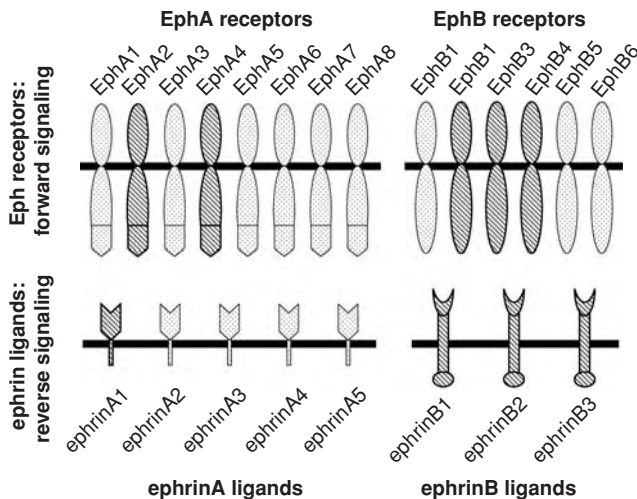 EphA receptors
EphB receptors
EphA1
EphA2
EphA3
EphA4
EphA5
EphA6
EphA7
EphA8
EphB1
EphB1
EphB3
EphB4
EphB5
EphB6
Eph receptors:
forward signaling
ephrin ligands:
reverse signaling
ephrinA1
ephrinA2
ephrinA3
ephrinA4
ephrinA5
ephrinB1
ephrinB2
ephrinB3
ephrinA ligands
ephrinB ligands